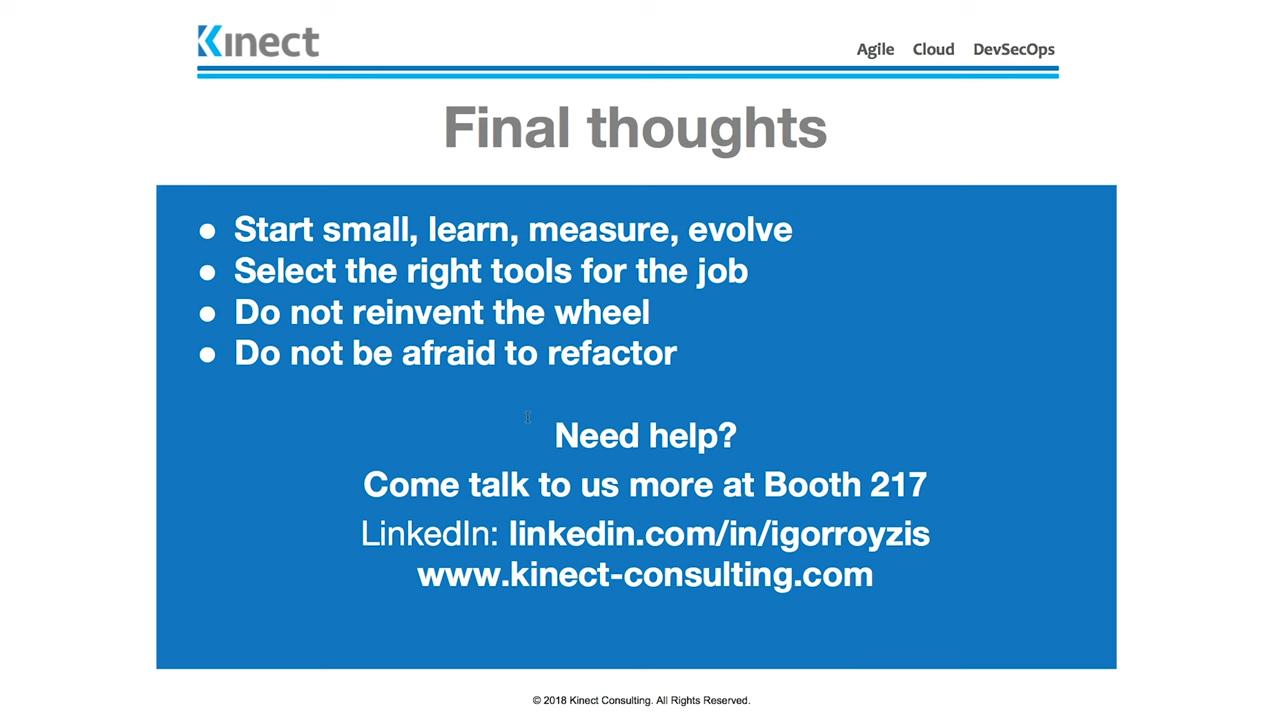 Kinect
Agile Cloud DevSecOps
Final thoughts
● Start small, learn, measure, evolve
● Select the right tools for the job
● Do not reinvent the wheel
● Do not be afraid to refactor
Need help?
Come talk to us more at Booth 217
LinkedIn: linkedin.com/in/igorroyzis
www.kinect-consulting.com
© 2018 Kinect Consulting. All Rights Reserved.